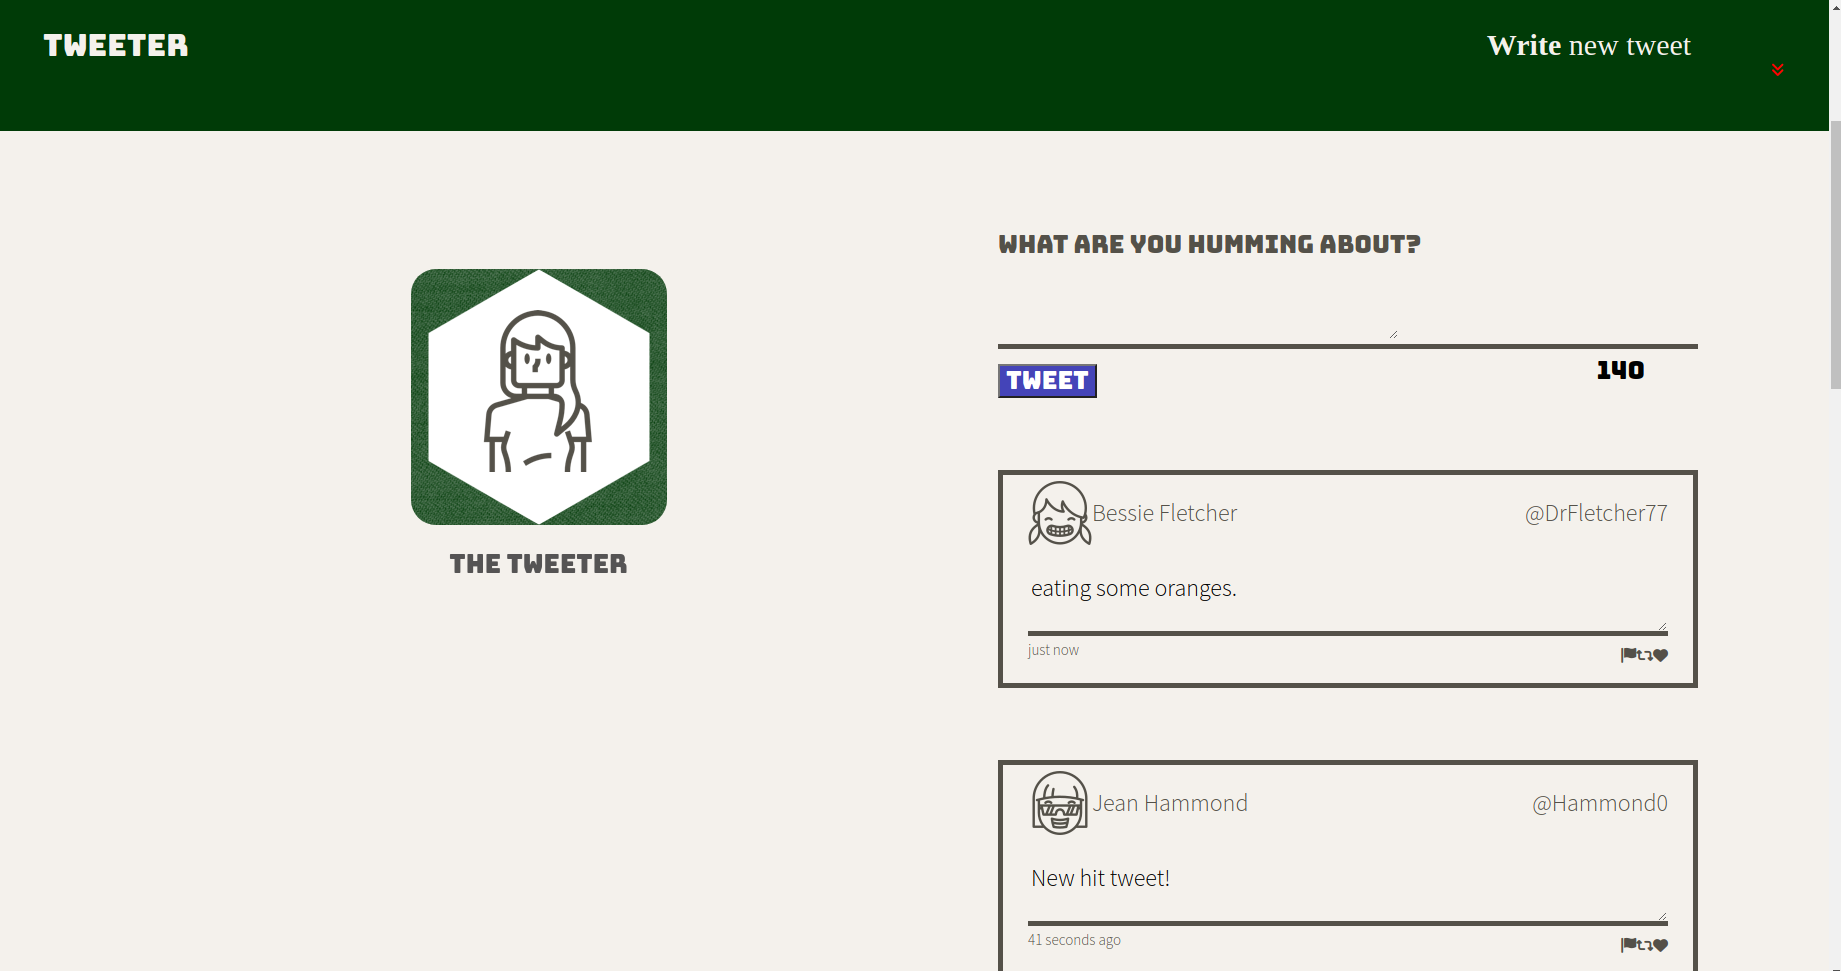 TWEETER
Write new tweet
WHAT ARE YOU HUMMING ABOUT?
TWEET
140
THE TWEETER
Bessie Fletcher
@DrFletcher77
eating some oranges.
just now
Jean Hammond
@Hammond0
New hit tweet!
41 seconds ago